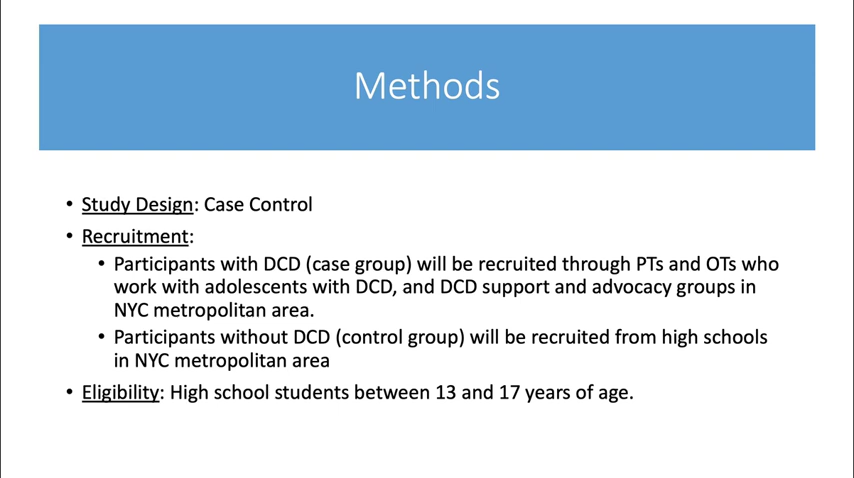 Methods
• Study Design: Case Control
• Recruitment:
• Participants with DCD (case group) will be recruited through PTs and OTs who
work with adolescents with DCD, and DCD support and advocacy groups in
NYC metropolitan area.
• Participants without DCD (control group) will be recruited from high schools
in NYC metropolitan area
• Eligibility: High school students between 13 and 17 years of age.